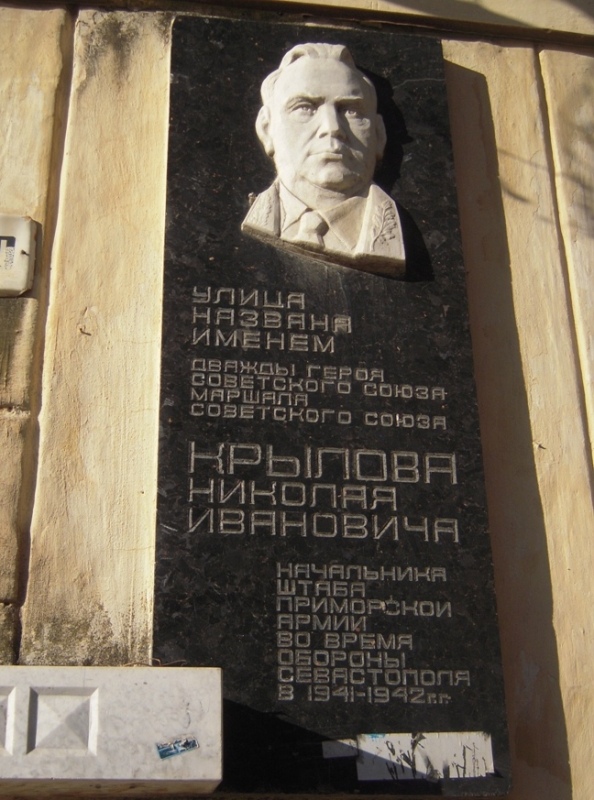 УЛИЦА
НАЗВАНА
ИМЕНЕМ
ДВАЖДЫ ГЕРОЯ
СОВЕТСКОГО СОЮЗА
МАРШАЛА
СОВЕТСКОГО СОЮЗА
КРЫЛОВА
НИКОЛАЯ
ИВАНОВИЧА
НАЧАЛЬНИКА
ШТАБА
ПРИМОРСКОЙ
АРМИИ
ВО ВРЕМЯ
ОБОРОНЫ
СЕВАСТОПОЛЯ
В 1941-1942 г.г.